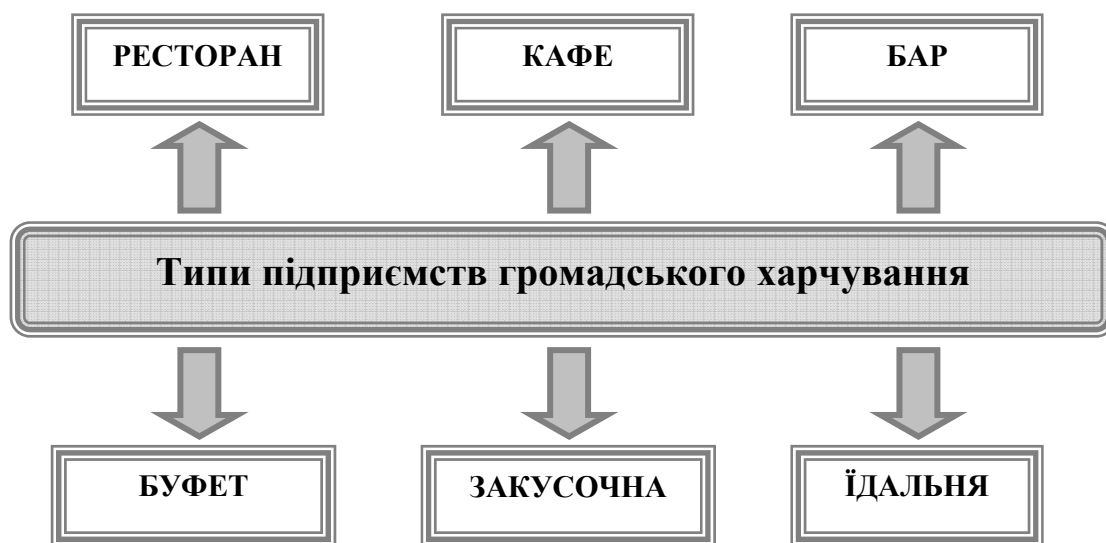 РЕСТОРАН
КАФЕ
БАР
Типи підприємств громадського харчування
БУФЕТ
ЗАКУСОЧНА
ЇДАЛЬНЯ